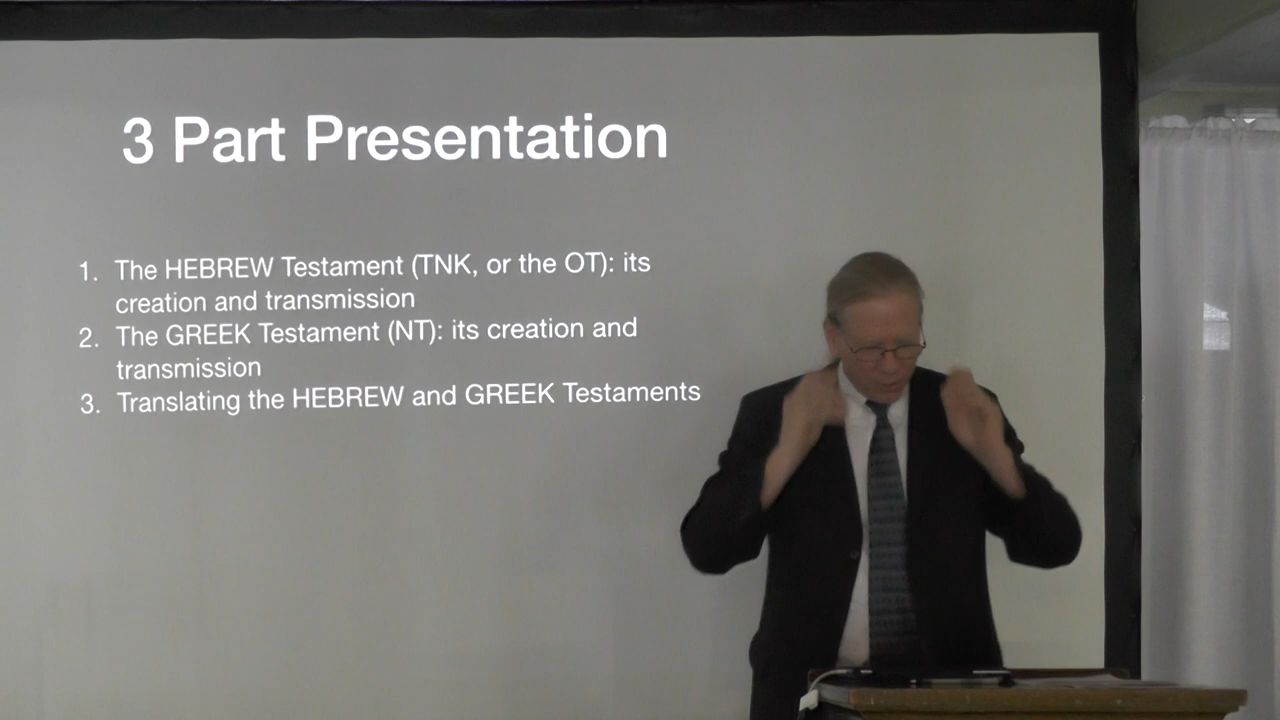 3 Part Presentation
1. The HEBREW Testament (TNK, or the OT): its
creation and transmission
2. The GREEK Testament (NT): its creation and
transmission
3. Translating the HEBREW and GREEK Testaments